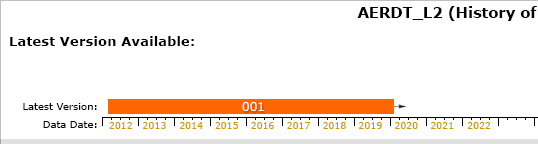 AERDT_L2 (History of
Latest Version Available:
Latest Version: 001
Data Date: 2012 2013 2014 2015 2016 2017 2018 2019 2020 2021 2022